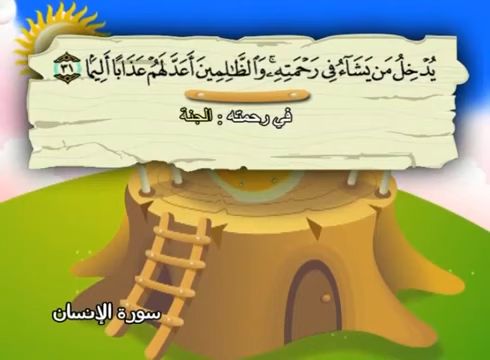 يُدْخِلُ مَن يَشَآءُ فِي رَحْمَتِهِۦ ۚ وَٱلظَّٰلِمِينَ أَعَدَّ لَهُمْ عَذَابًا أَلِيمًا ٣١
في رحمته : الجنة
سورة الإنسان